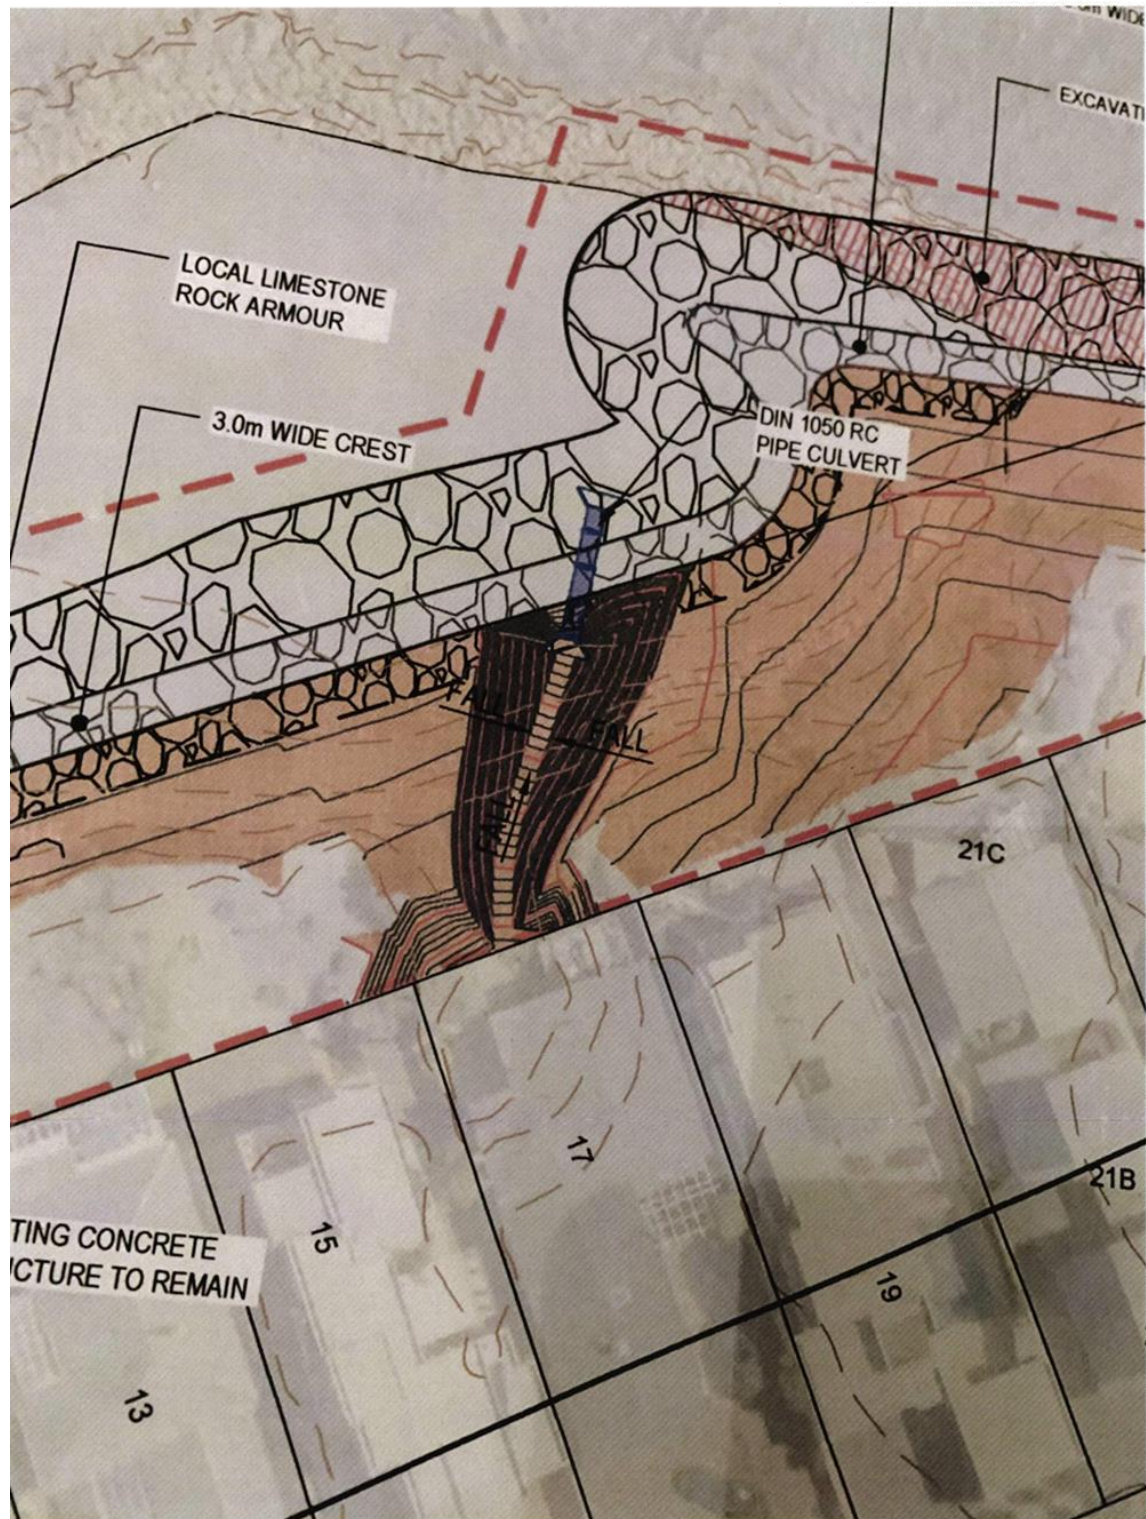 EXCAVATI
LOCAL LIMESTONE
ROCK ARMOUR
3.0m WIDE CREST
DIN 1050 RC
PIPE CULVERT
FALL
FALL
FALL
21C
17
21B
15
TING CONCRETE
ICTURE TO REMAIN
19
13